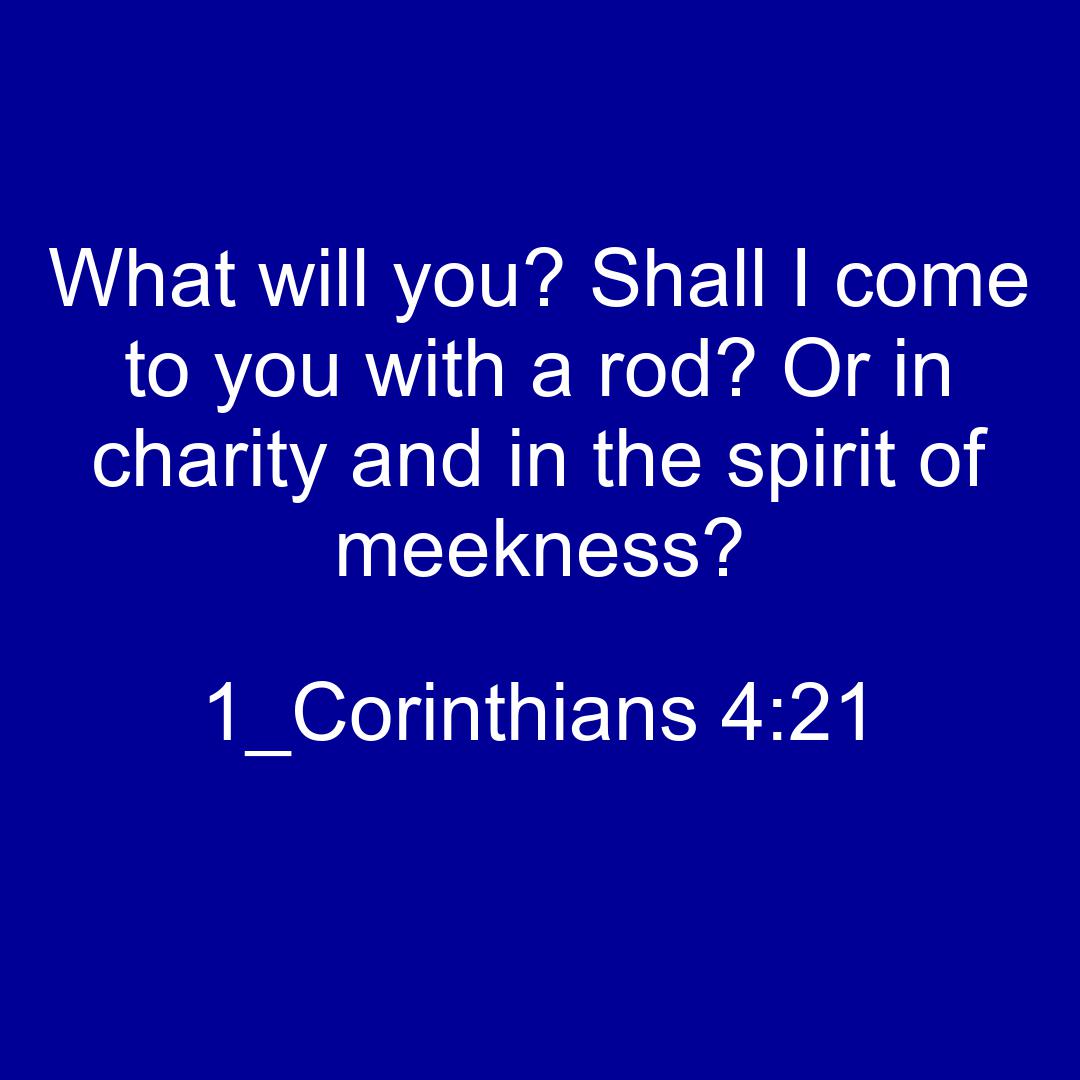 What will you? Shall I come
to you with a rod? Or in
charity and in the spirit of
meekness?
1_Corinthians 4:21